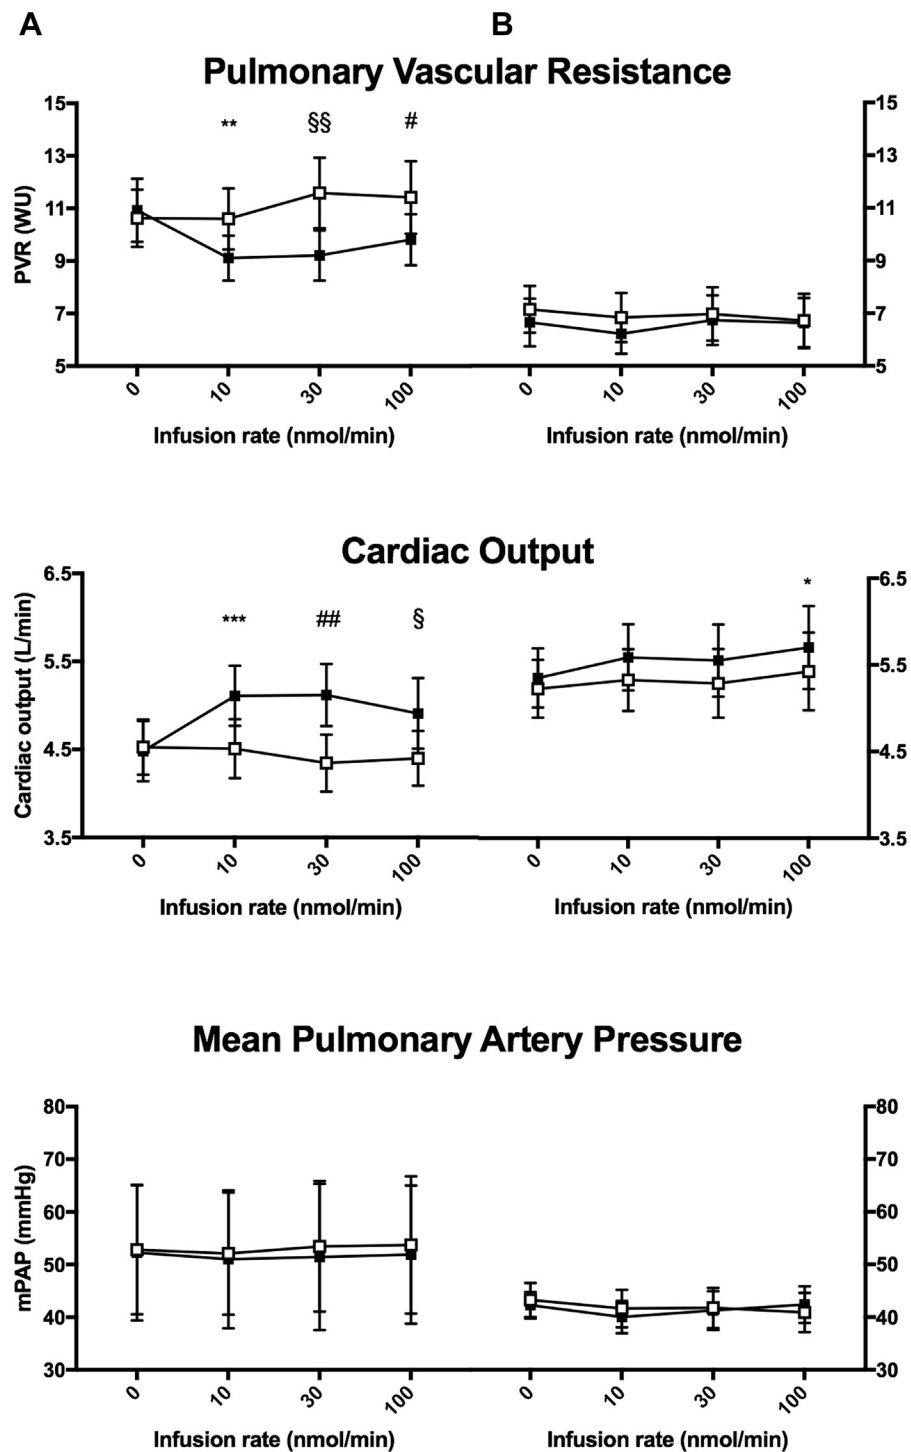 A B
Pulmonary Vascular Resistance
15 15
** §§ #
13 13
11 11
PVR (WU)
9 9
7 7
5 5
0 10 30 100 0 10 30 100
Infusion rate (nmol/min) Infusion rate (nmol/min)
Cardiac Output
6.5 6.5
*** ## § *
5.5 5.5
Cardiac output (L/min)
4.5 4.5
3.5 3.5
0 10 30 100 0 10 30 100
Infusion rate (nmol/min) Infusion rate (nmol/min)
Mean Pulmonary Artery Pressure
80 80
70 70
60 60
mPAP (mmHg)
50 50
40 40
30 30
0 10 30 100 0 10 30 100
Infusion rate (nmol/min) Infusion rate (nmol/min)